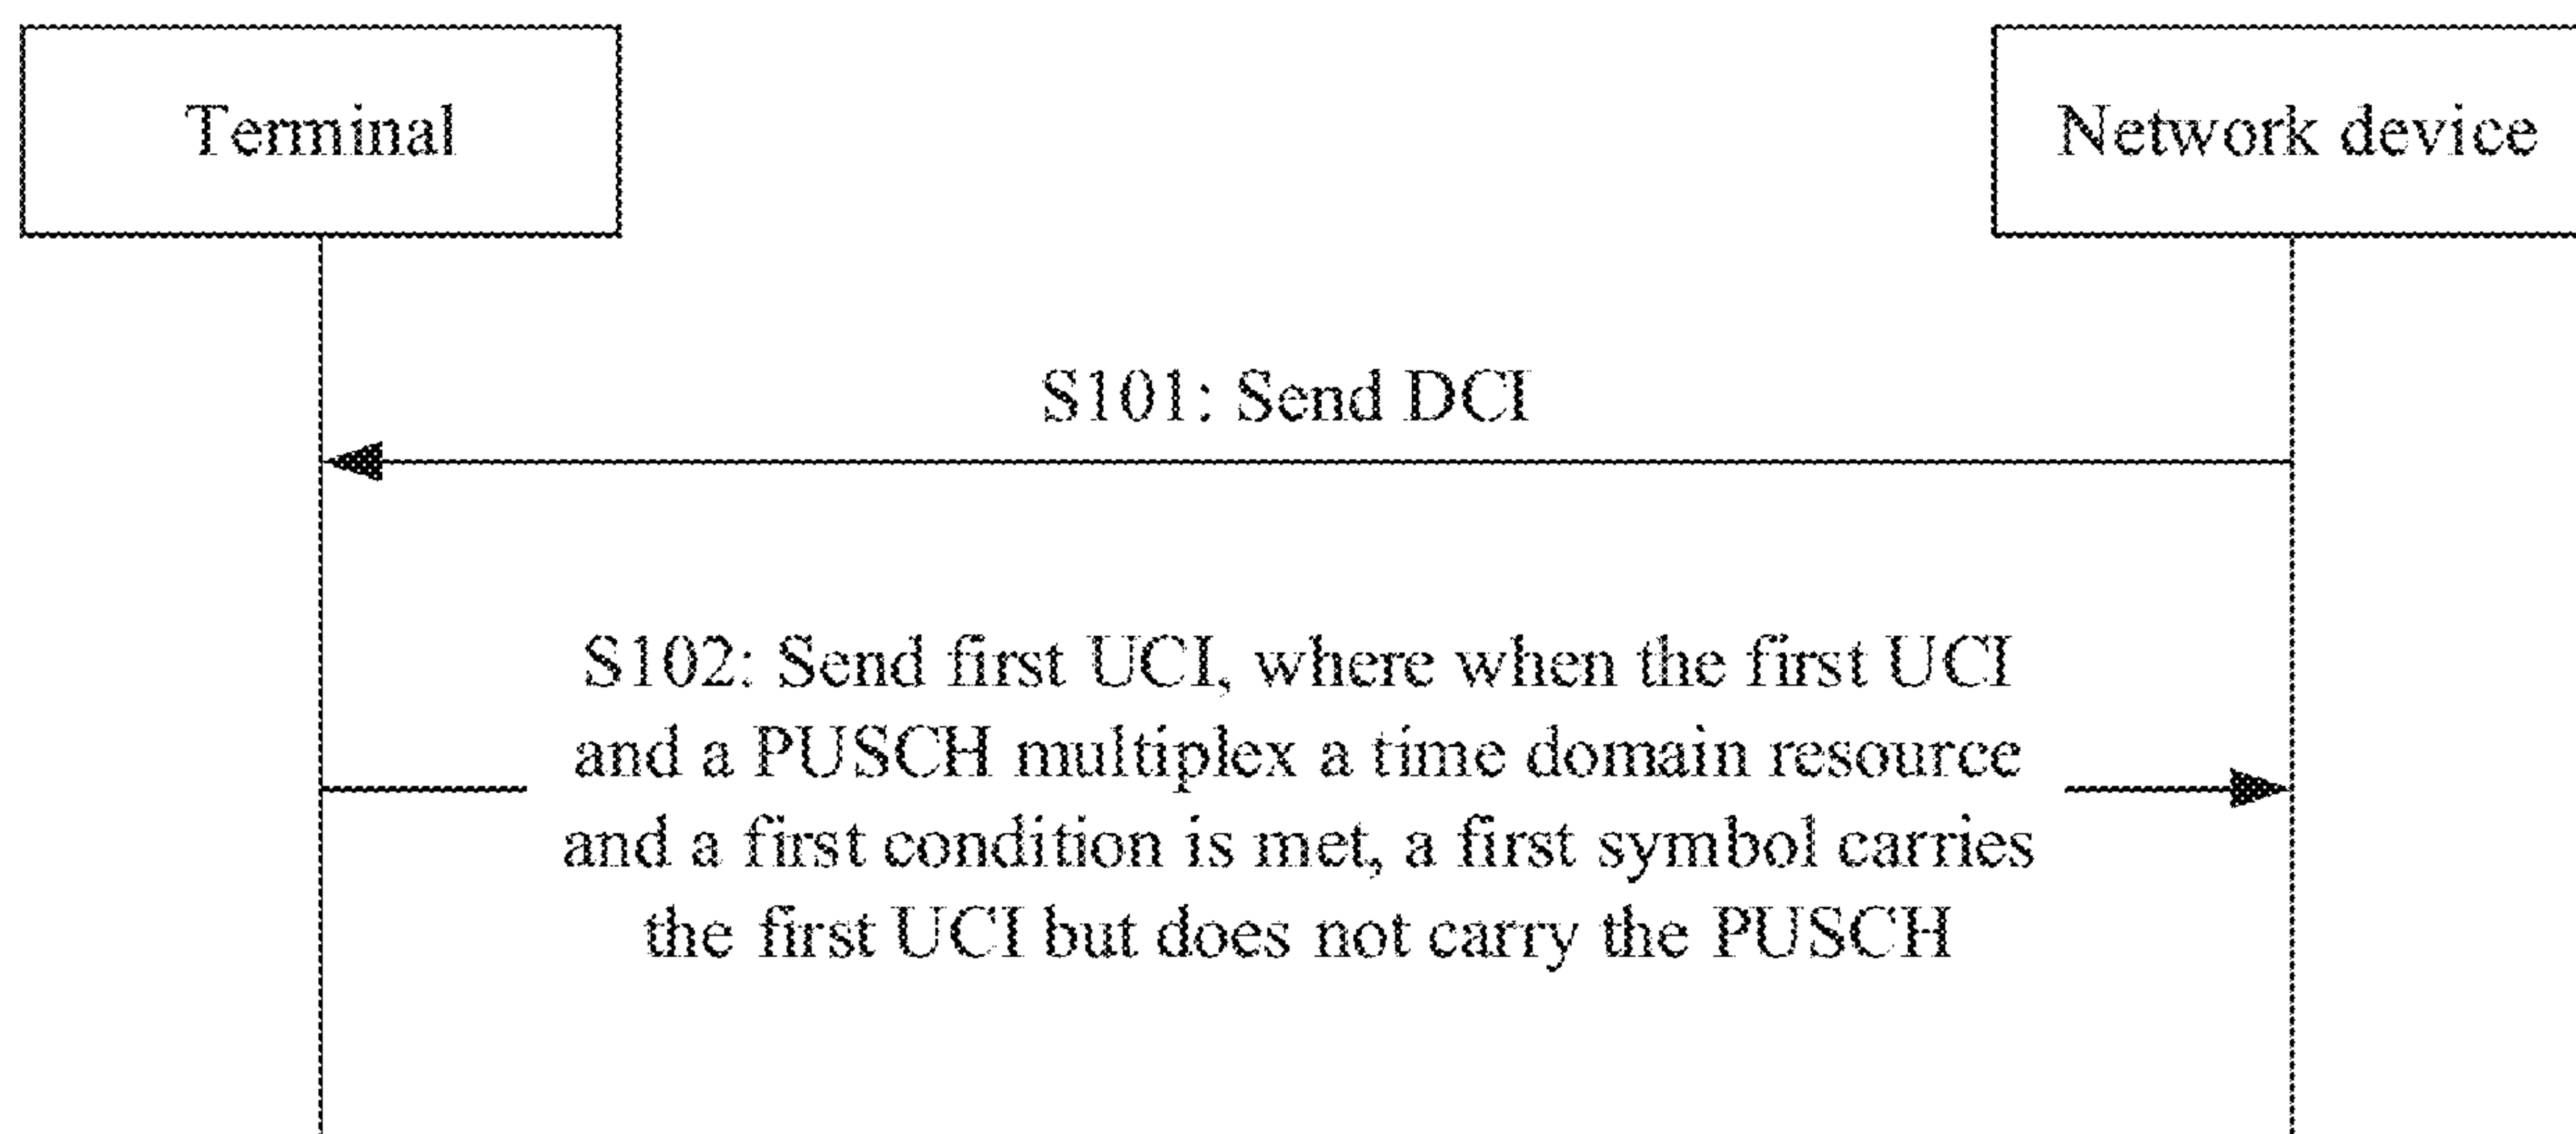 Terminal
Network device
S101: Send DCI
S102: Send first UCI, where when the first UCI
and a PUSCH multiplex a time domain resource
and a first condition is met, a first symbol carries
the first UCI but does not carry the PUSCH